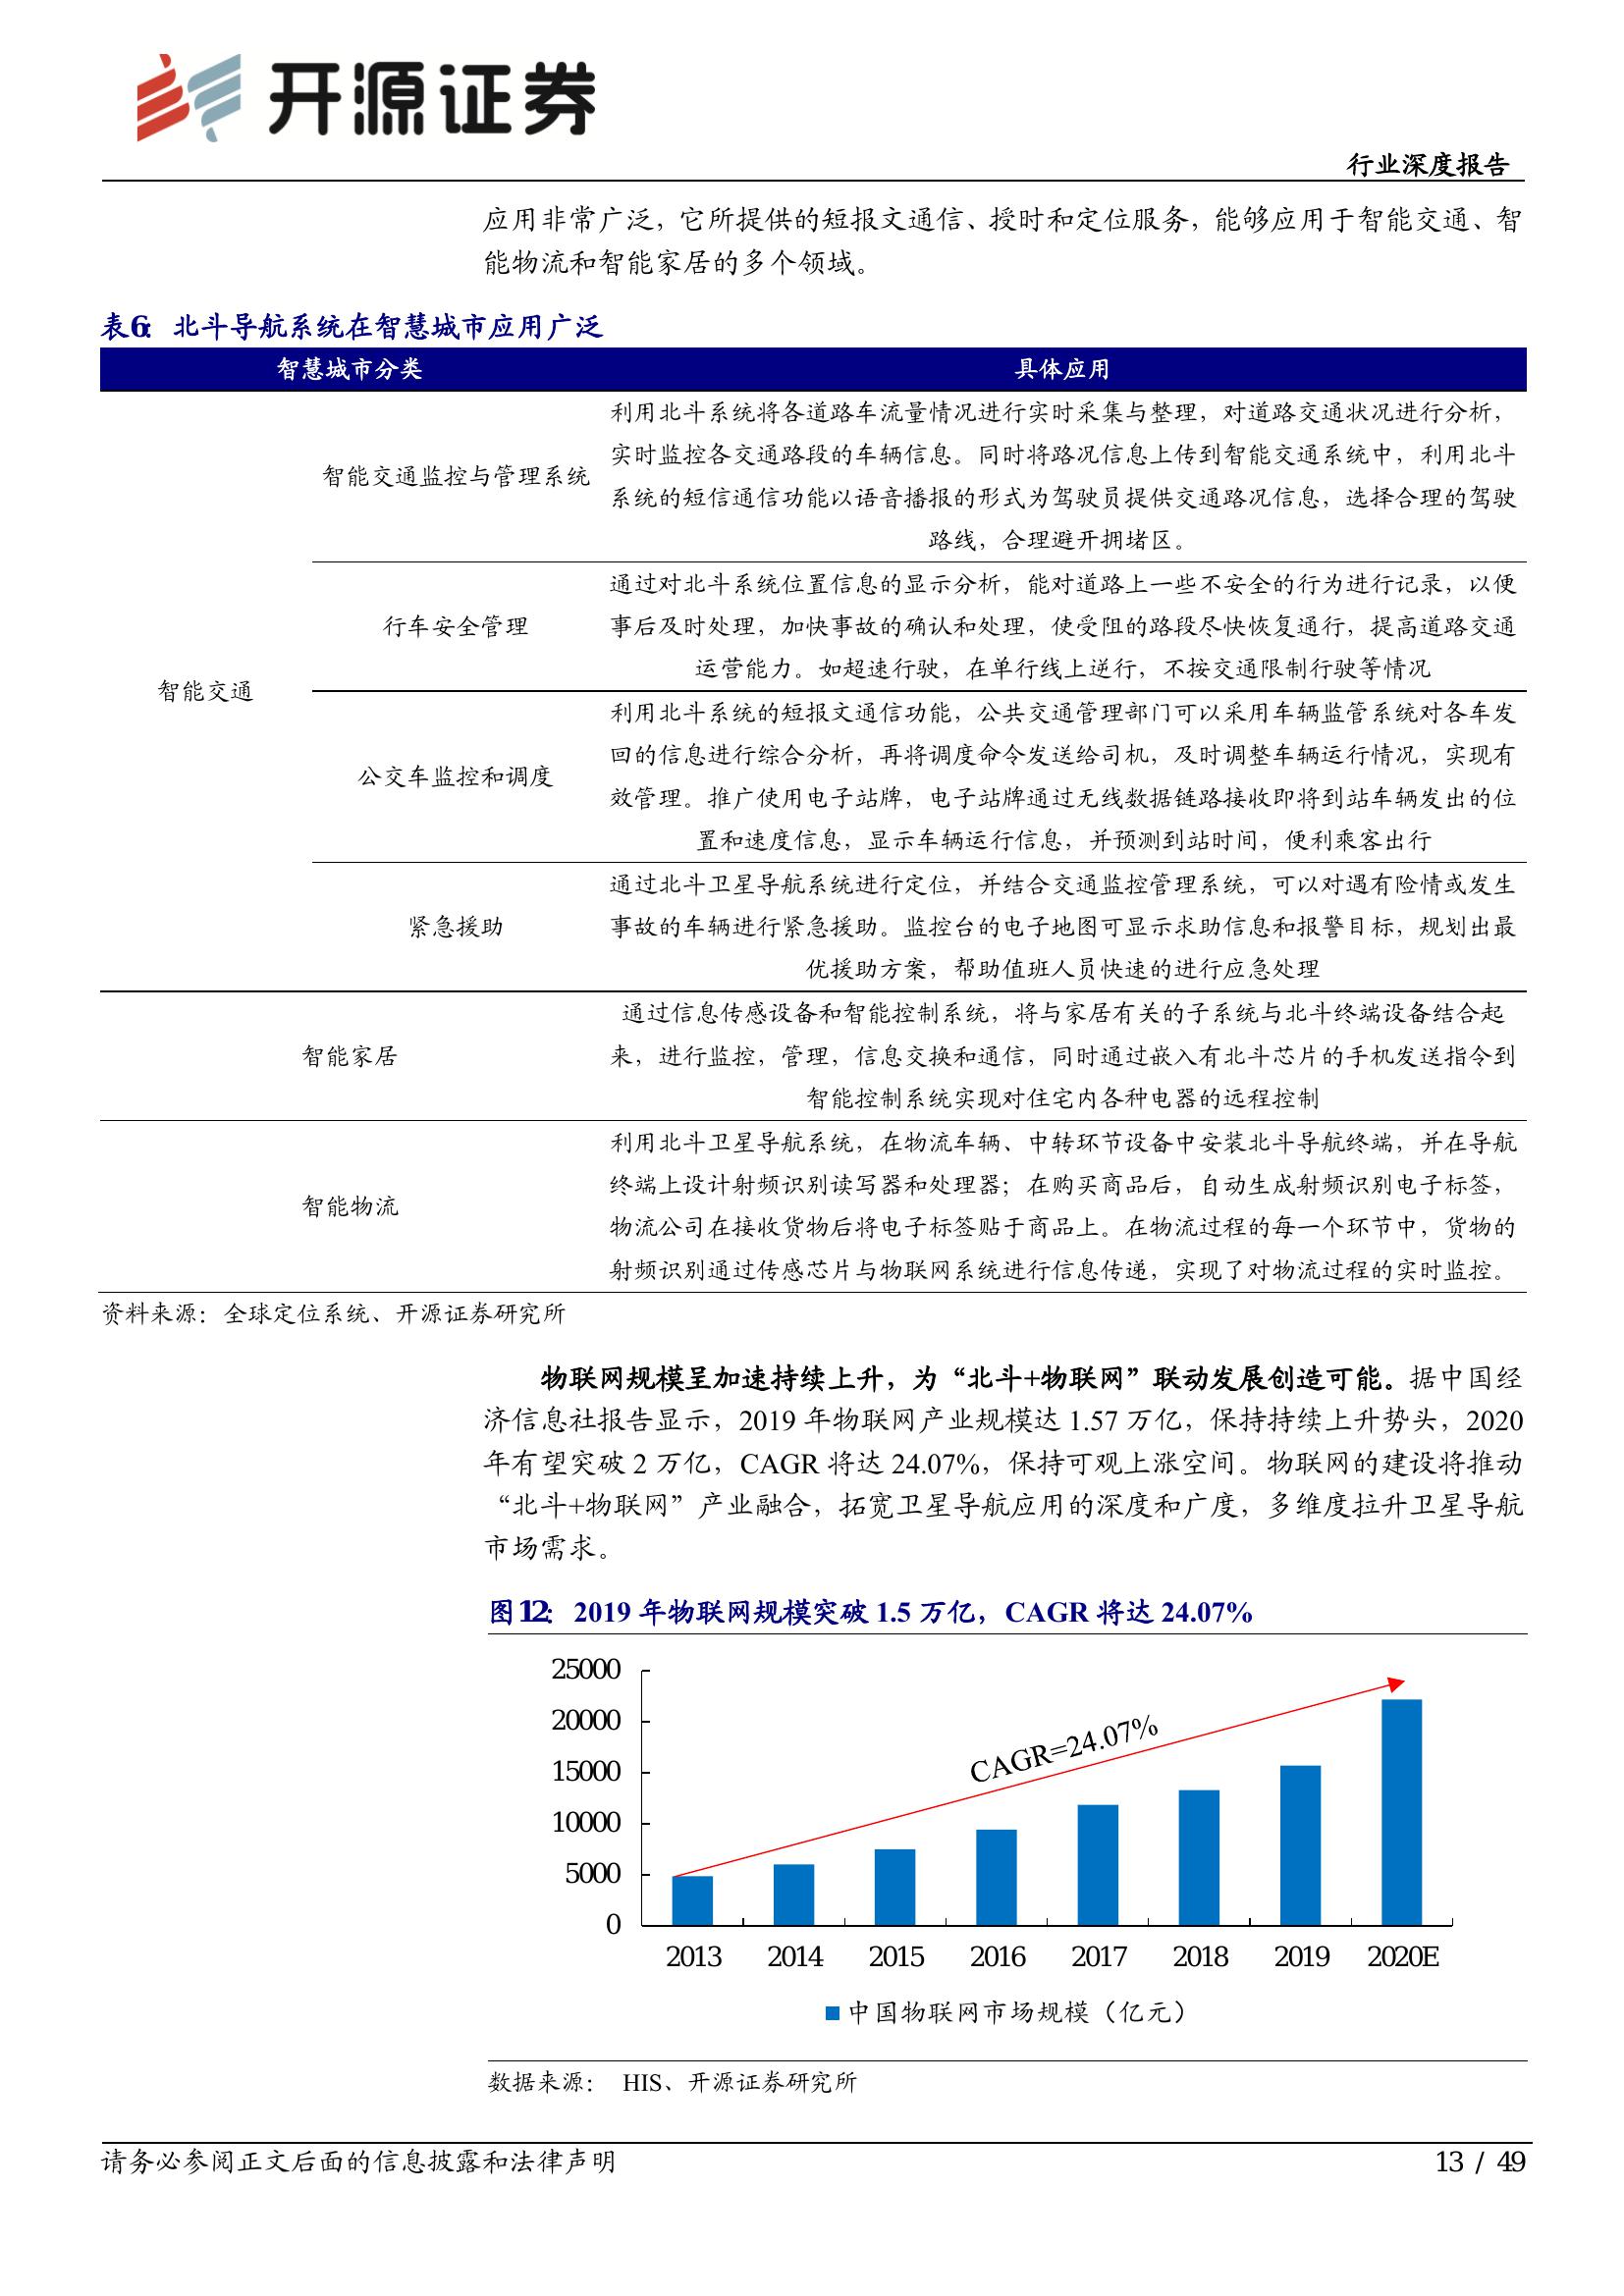 开源证券
行业深度报告
应用非常广泛，它所提供的短报文通信、授时和定位服务，能够应用于智能交通、智
能物流和智能家居的多个领域。
表6： 北斗导航系统在智慧城市应用广泛
智慧城市分类 具体应用
智能交通
智能交通监控与管理系统
利用北斗系统将各道路车流量情况进行实时采集与整理，对道路交通状况进行分析，
实时监控各交通路段的车辆信息。同时将路况信息上传到智能交通系统中，利用北斗
系统的短信通信功能以语音播报的形式为驾驶员提供交通路况信息，选择合理的驾驶
路线，合理避开拥堵区。
行车安全管理
通过对北斗系统位置信息的显示分析，能对道路上一些不安全的行为进行记录，以便
事后及时处理，加快事故的确认和处理，使受阻的路段尽快恢复通行，提高道路交通
运营能力。如超速行驶，在单行线上逆行，不按交通限制行驶等情况
公交车监控和调度
利用北斗系统的短报文通信功能，公共交通管理部门可以采用车辆监管系统对各车发
回的信息进行综合分析，再将调度命令发送给司机，及时调整车辆运行情况，实现有
效管理。推广使用电子站牌，电子站牌通过无线数据链路接收即将到站车辆发出的位
置和速度信息，显示车辆运行信息，并预测到站时间，便利乘客出行
紧急援助
通过北斗卫星导航系统进行定位，并结合交通监控管理系统，可以对遇有险情或发生
事故的车辆进行紧急援助。监控台的电子地图可显示求助信息和报警目标，规划出最
优援助方案，帮助值班人员快速的进行应急处理
智能家居
通过信息传感设备和智能控制系统，将与家居有关的子系统与北斗终端设备结合起
来，进行监控，管理，信息交换和通信，同时通过嵌入有北斗芯片的手机发送指令到
智能控制系统实现对住宅内各种电器的远程控制
智能物流
利用北斗卫星导航系统，在物流车辆、中转环节设备中安装北斗导航终端，并在导航
终端上设计射频识别读写器和处理器；在购买商品后，自动生成射频识别电子标签，
物流公司在接收货物后将电子标签贴于商品上。在物流过程的每一个环节中，货物的
射频识别通过传感芯片与物联网系统进行信息传递，实现了对物流过程的实时监控。
资料来源：全球定位系统、开源证券研究所
物联网规模呈加速持续上升，为“北斗+物联网”联动发展创造可能。据中国经
济信息社报告显示，2019 年物联网产业规模达 1.57 万亿，保持持续上升势头，2020
年有望突破 2 万亿，CAGR 将达 24.07%，保持可观上涨空间。物联网的建设将推动
“北斗+物联网”产业融合，拓宽卫星导航应用的深度和广度，多维度拉升卫星导航
市场需求。
图12： 2019 年物联网规模突破 1.5 万亿，CAGR 将达 24.07%
25000
20000
15000
10000
5000
0
CAGR=24.07%
2013 2014 2015 2016 2017 2018 2019 2020E
中国物联网市场规模（亿元）
数据来源： HIS、开源证券研究所
请务必参阅正文后面的信息披露和法律声明
13 / 49